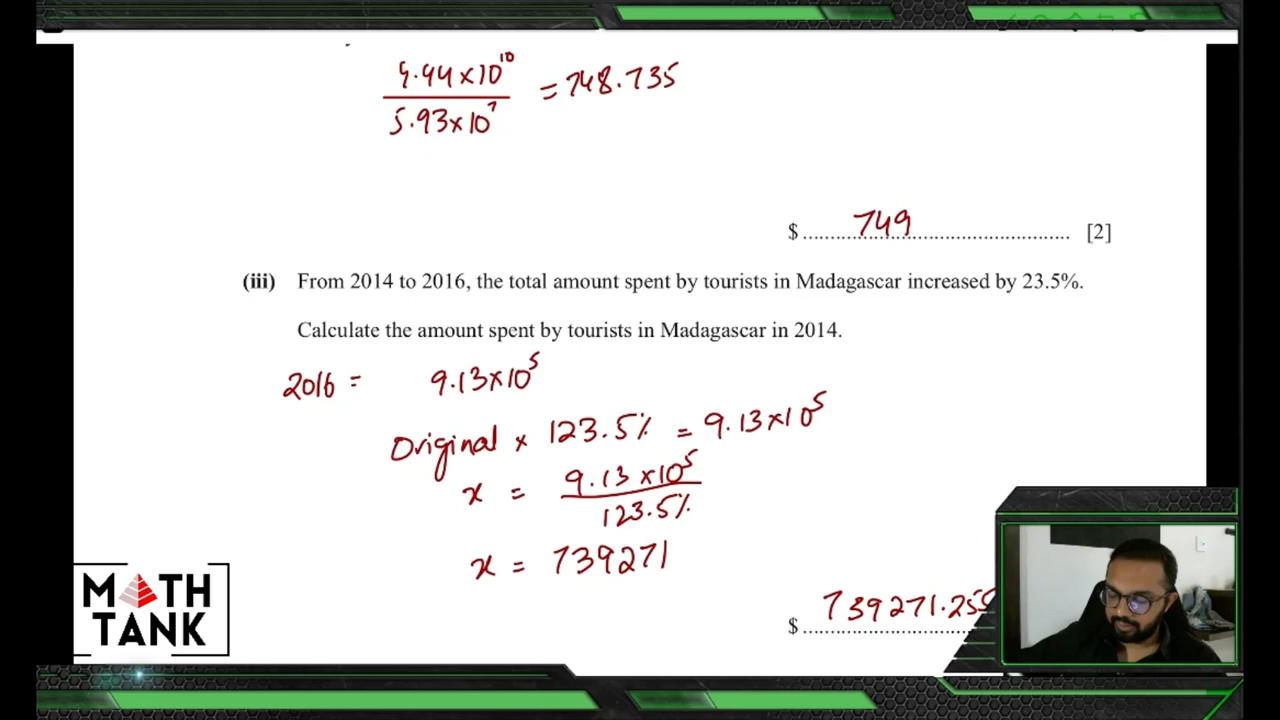 4.44×10^10
5.93×10^7
=748.735
$ 749 [2]
(iii) From 2014 to 2016, the total amount spent by tourists in Madagascar increased by 23.5%.
Calculate the amount spent by tourists in Madagascar in 2014.
2016 = 9.13×10^5
Original × 123.5% = 9.13×10^5
x = 9.13×10^5
123.5%
x = 739271
$ 739271.255
MATH
TANK